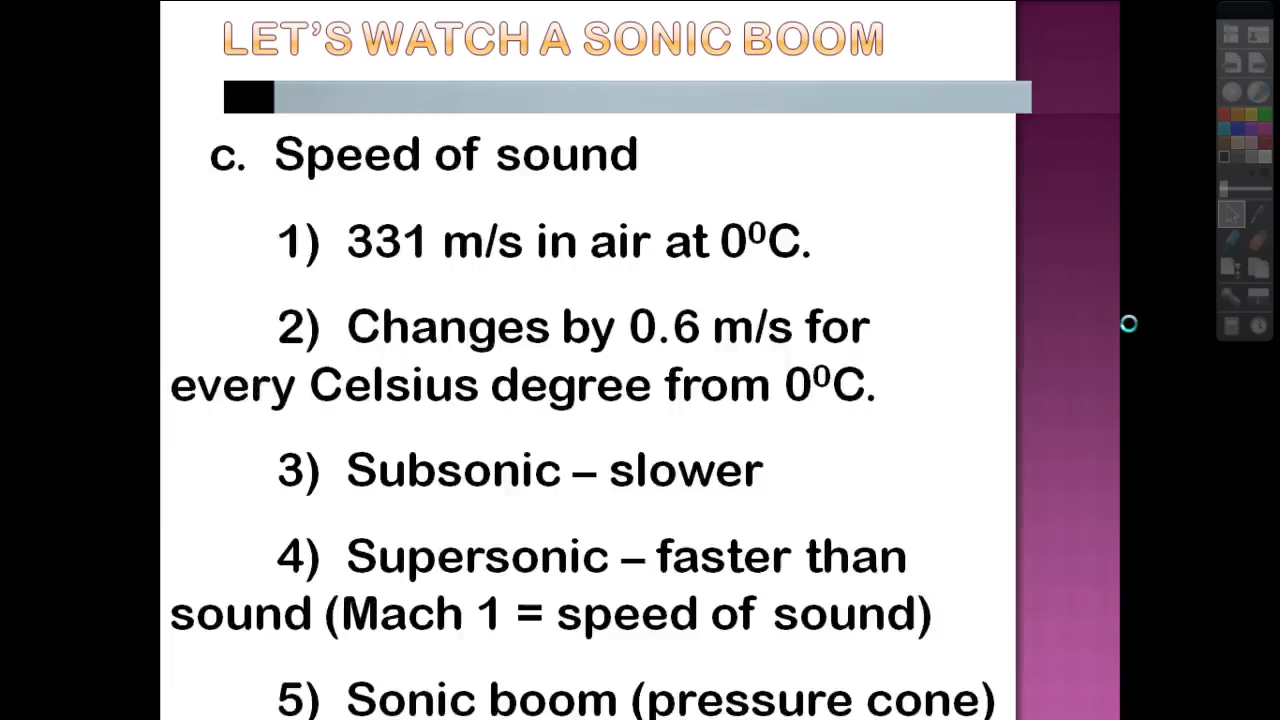 LET'S WATCH A SONIC BOOM
c. Speed of sound
1) 331 m/s in air at 0⁰C.
2) Changes by 0.6 m/s for
every Celsius degree from 0⁰C.
3) Subsonic – slower
4) Supersonic – faster than
sound (Mach 1 = speed of sound)
5) Sonic boom (pressure cone)